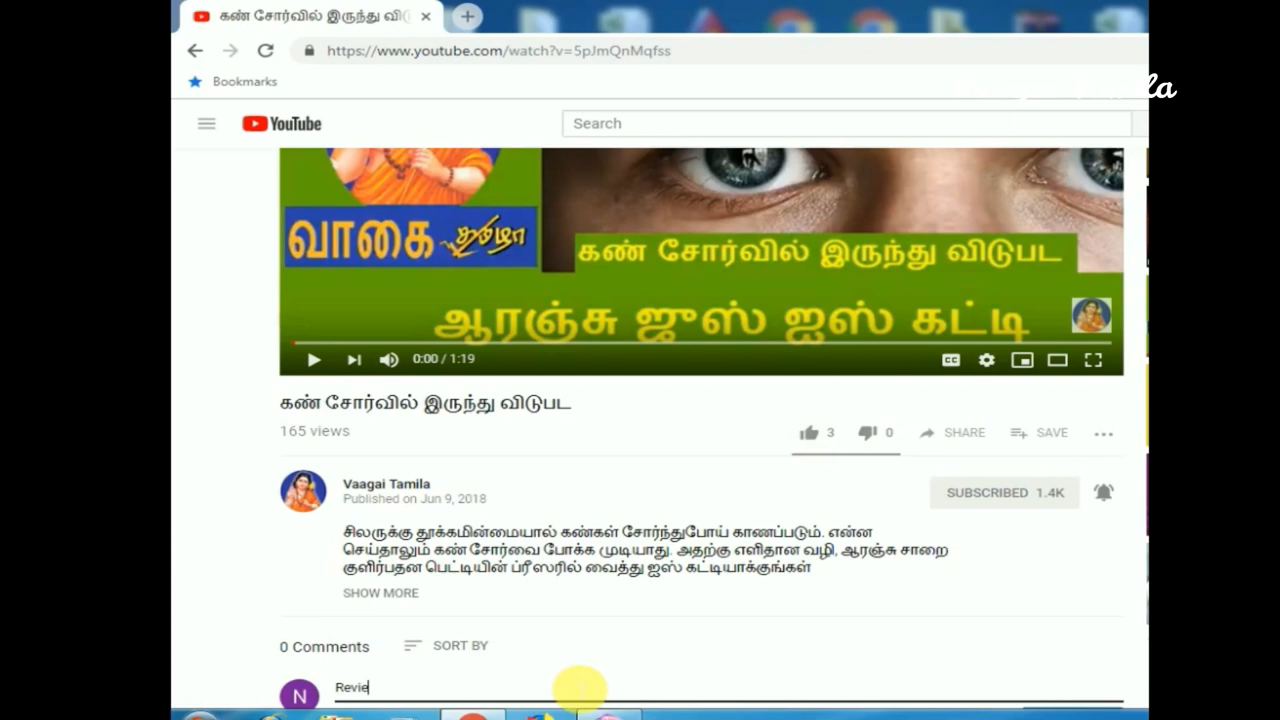 கண் சோர்வில் இருந்து வி
https://www.youtube.com/watch?v=5pJmQnMqfss
Bookmarks
la
YouTube
Search
வாகை தமிழா
கண் சோர்வில் இருந்து விடுபட
ஆரஞ்சு ஜுஸ் ஐஸ் கட்டி
0:00 / 1:19
CC
கண் சோர்வில் இருந்து விடுபட
165 views
3 0 SHARE SAVE
Vaagai Tamila
Published on Jun 9, 2018
SUBSCRIBED 1.4K
சிலருக்கு தூக்கமின்மையால் கண்கள் சோர்ந்துபோய் காணப்படும். என்ன
செய்தாலும் கண் சோர்வை போக்க முடியாது. அதற்கு எளிதான வழி, ஆரஞ்சு சாறை
குளிர்பதன பெட்டியின் ப்ரீஸரில் வைத்து ஐஸ் கட்டியாக்குங்கள்
SHOW MORE
0 Comments SORT BY
N Revie